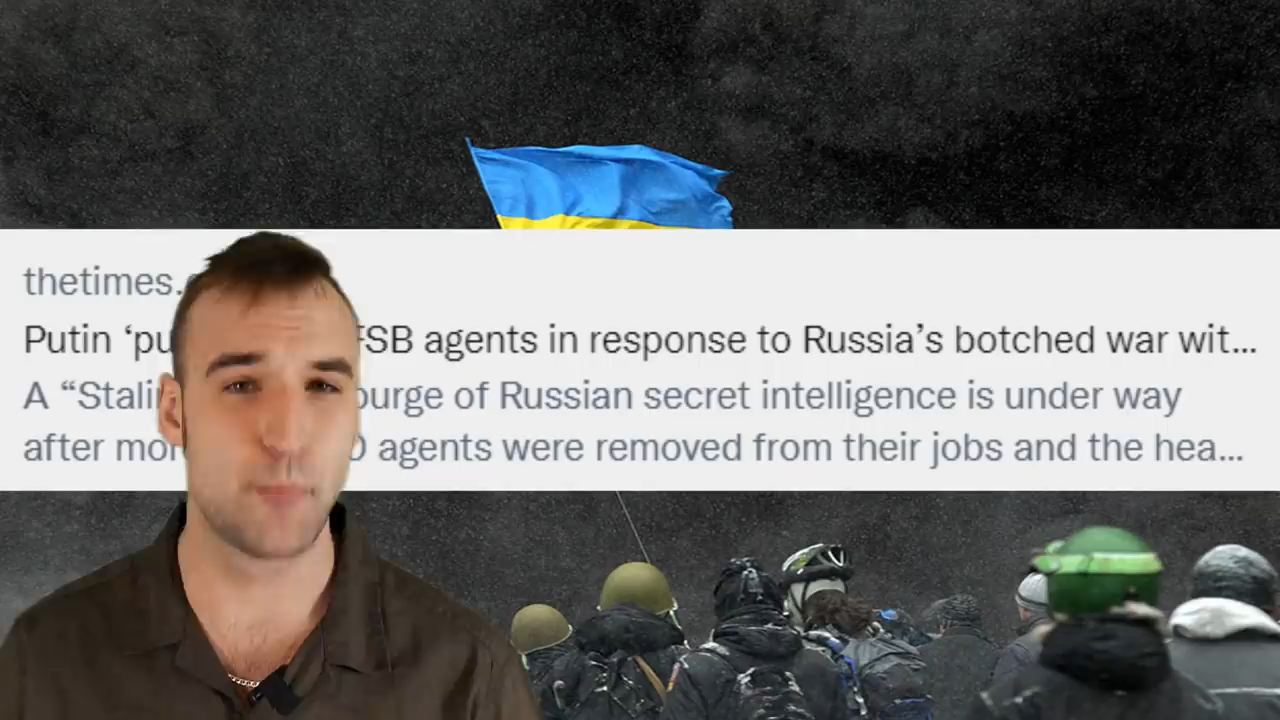 thetimes.
Putin ‘pu FSB agents in response to Russia’s botched war wit...
A “Stali purge of Russian secret intelligence is under way
after mor agents were removed from their jobs and the hea...